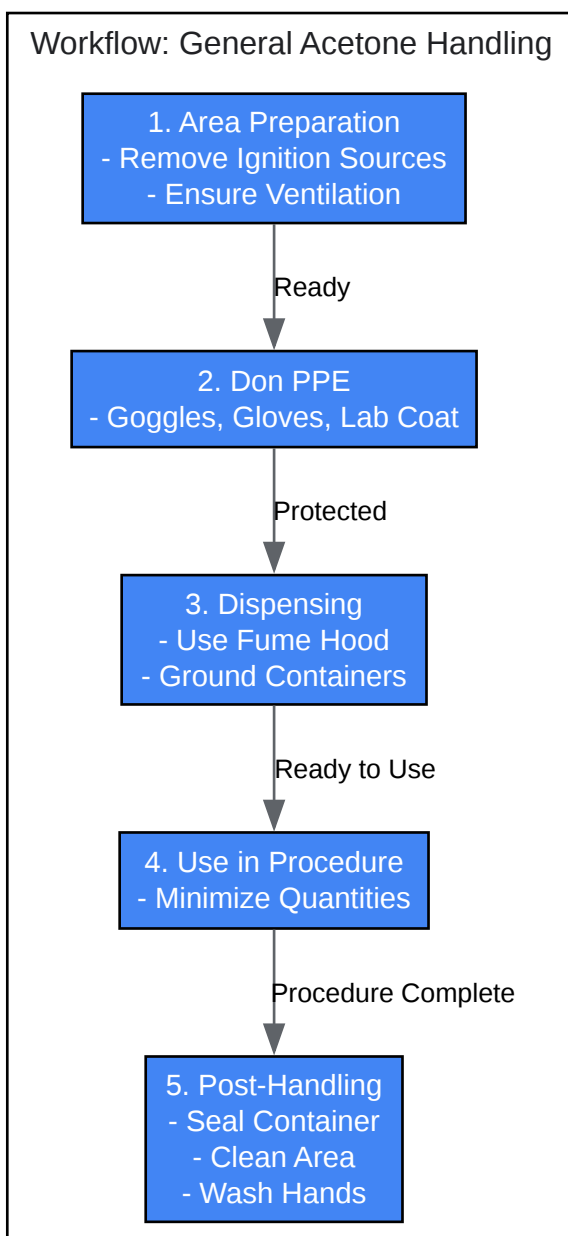 Workflow: General Acetone Handling
1. Area Preparation
- Remove Ignition Sources
- Ensure Ventilation
Ready
2. Don PPE
- Goggles, Gloves, Lab Coat
Protected
3. Dispensing
- Use Fume Hood
- Ground Containers
Ready to Use
4. Use in Procedure
- Minimize Quantities
Procedure Complete
5. Post-Handling
- Seal Container
- Clean Area
- Wash Hands